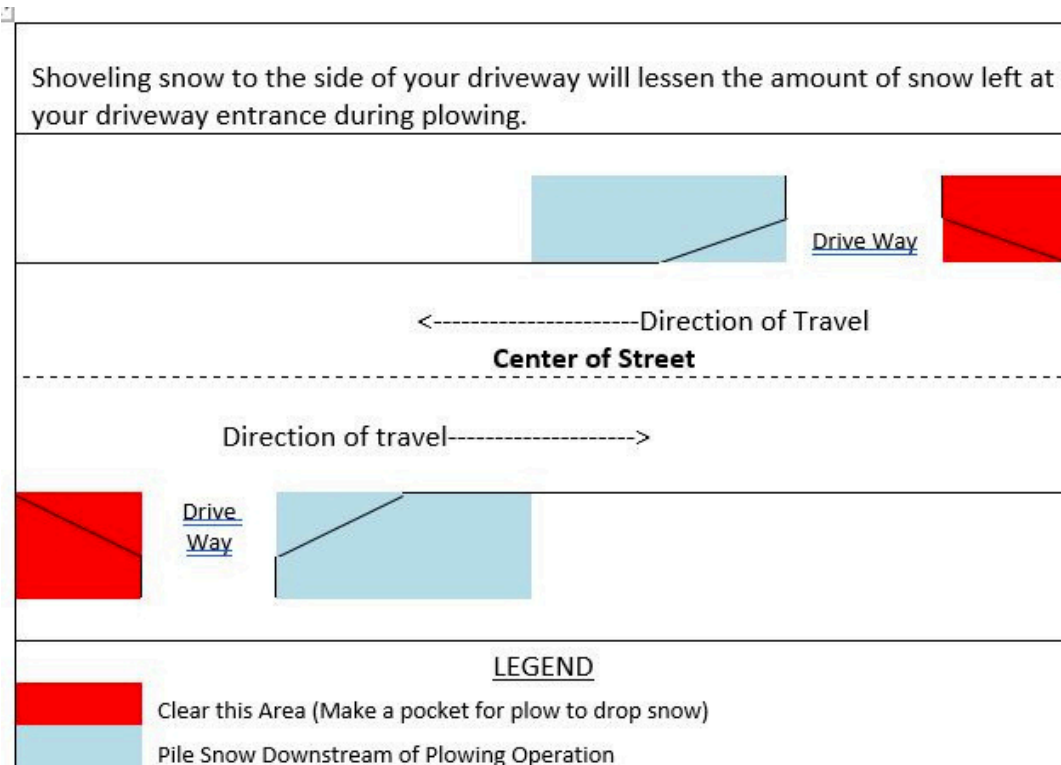 Shoveling snow to the side of your driveway will lessen the amount of snow left at
your driveway entrance during plowing.
Drive Way
<----------------------Direction of Travel
Center of Street
Direction of travel-------------------->
Drive
Way
LEGEND
Clear this Area (Make a pocket for plow to drop snow)
Pile Snow Downstream of Plowing Operation